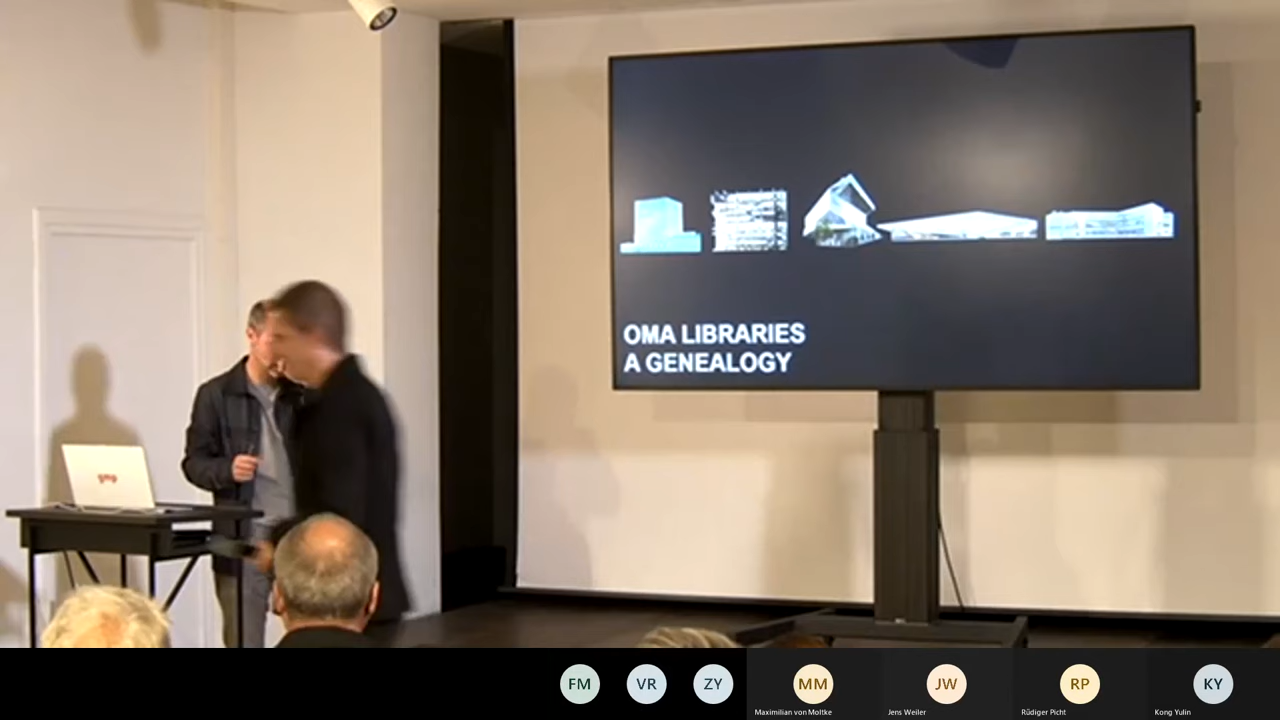 OMA LIBRARIES
A GENEALOGY
gmp
FM
VR
ZY
MM
JW
RP
KY
Maximilian von Moltke
Jens Weiler
Rüdiger Picht
Kong Yulin